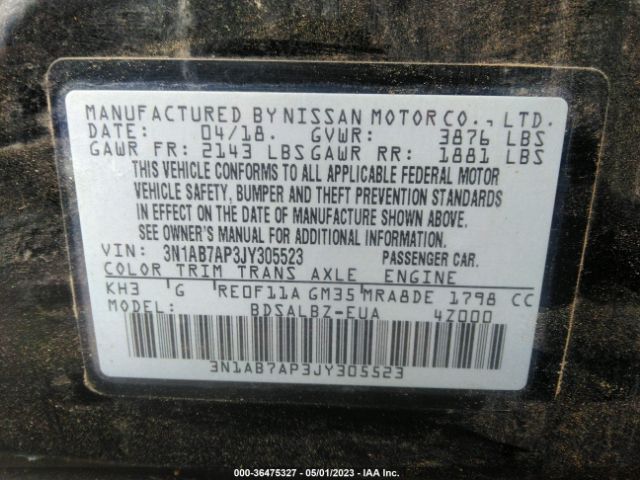 MANUFACTURED BY NISSAN MOTOR CO., LTD.
DATE: 04/18. GVWR: 3876 LBS
GAWR FR: 2143 LBS GAWR RR: 1881 LBS
THIS VEHICLE CONFORMS TO ALL APPLICABLE FEDERAL MOTOR
VEHICLE SAFETY, BUMPER AND THEFT PREVENTION STANDARDS
IN EFFECT ON THE DATE OF MANUFACTURE SHOWN ABOVE.
SEE OWNER'S MANUAL FOR ADDITIONAL INFORMATION.
VIN: 3N1AB7AP3JY305523 PASSENGER CAR.
COLOR TRIM TRANS AXLE ENGINE
KH3 G RE0F11A GM35 MRA8DE 1798 CC
MODEL: BDSALBZ-EUA 4Z000
3N1AB7AP3JY305523
000-36475327 - 05/01/2023 - IAA Inc.